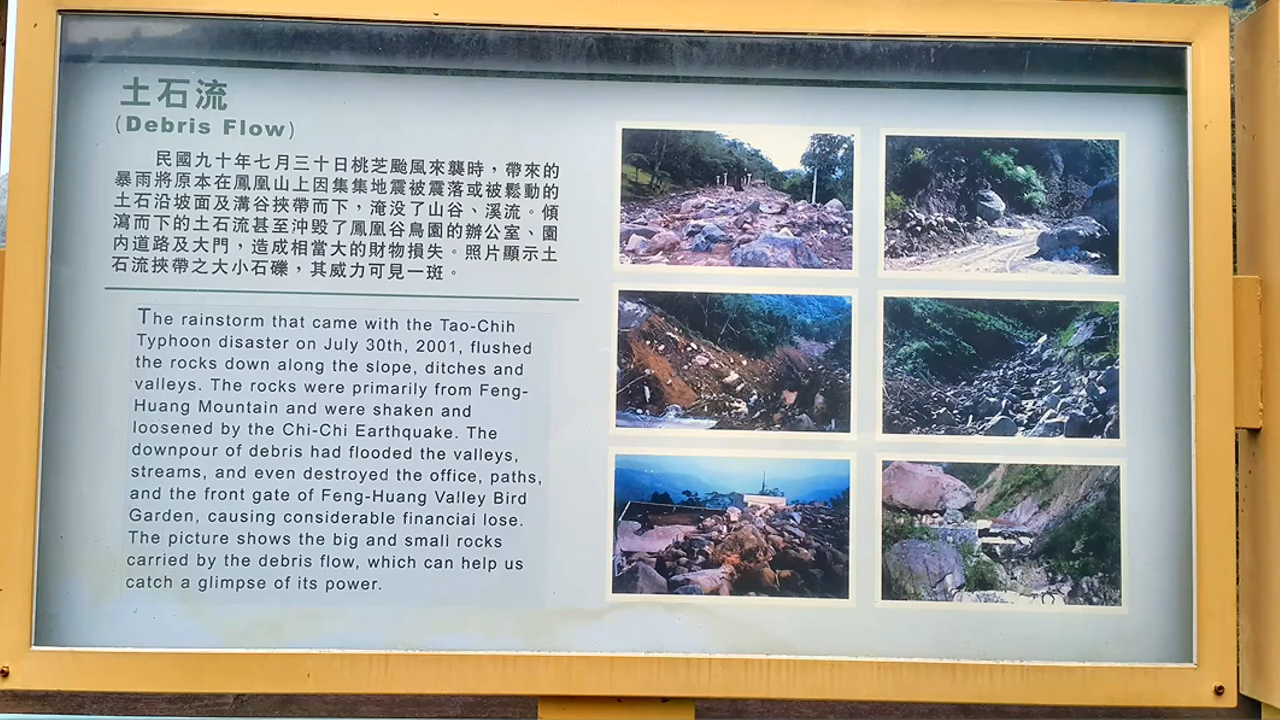 土石流
(Debris Flow)
民國九十年七月三十日桃芝颱風來襲時，帶來的
暴雨將原本在鳳凰山上因集集地震被震落或被鬆動的
土石沿坡面及溝谷挾帶而下，淹没了山谷、溪流。傾
瀉而下的土石流甚至沖毀了鳳凰谷鳥園的辦公室、園
内道路及大門，造成相當大的財物損失。照片顯示土
石流挾帶之大小石礫，其威力可見一斑。
The rainstorm that came with the Tao-Chih
Typhoon disaster on July 30th, 2001, flushed
the rocks down along the slope, ditches and
valleys. The rocks were primarily from Feng-
Huang Mountain and were shaken and
loosened by the Chi-Chi Earthquake. The
downpour of debris had flooded the valleys,
streams, and even destroyed the office, paths,
and the front gate of Feng-Huang Valley Bird
Garden, causing considerable financial lose.
The picture shows the big and small rocks
carried by the debris flow, which can help us
catch a glimpse of its power.